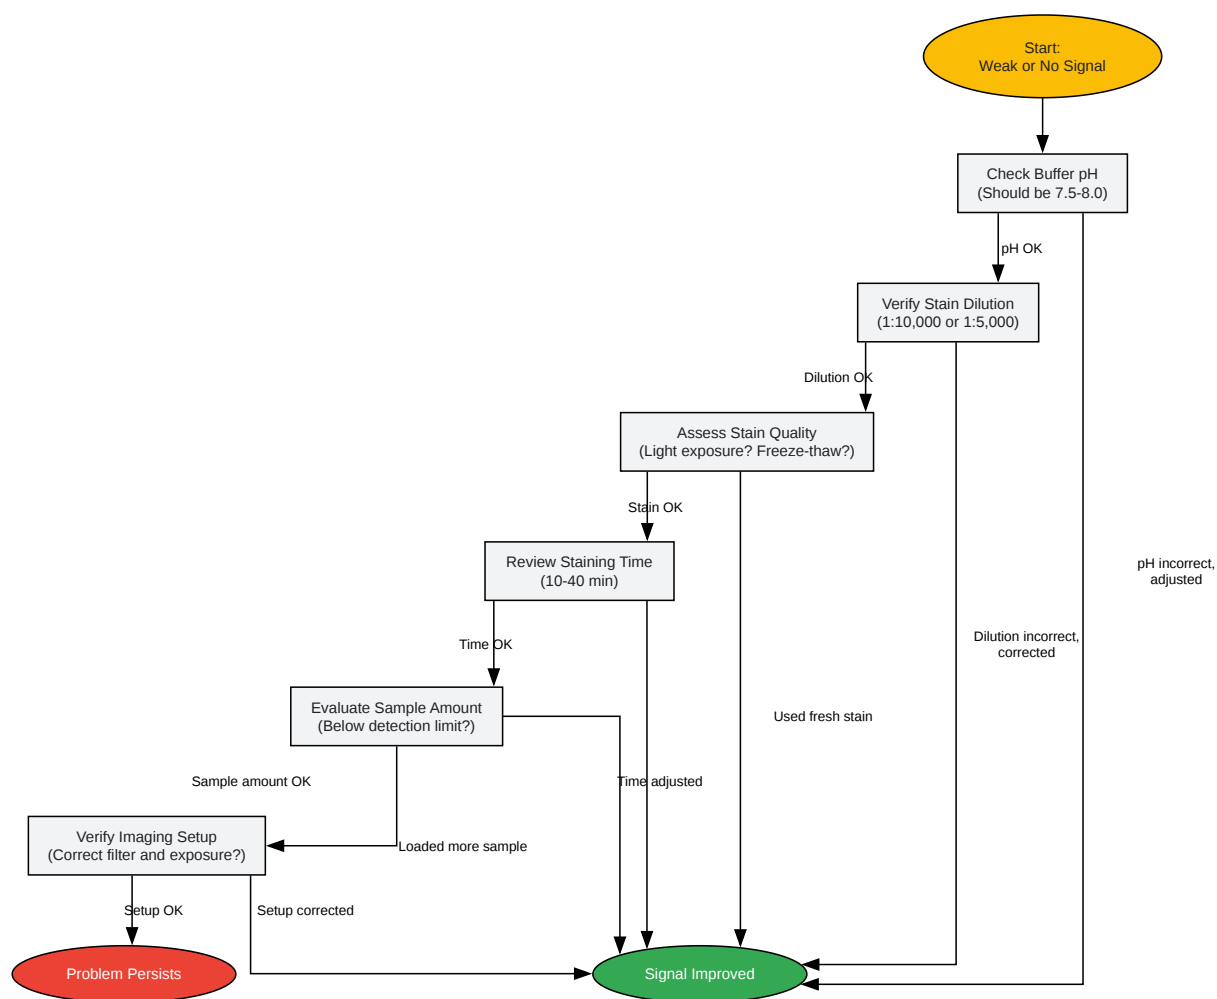 Start:
Weak or No Signal
Check Buffer pH
(Should be 7.5-8.0)
pH OK
Verify Stain Dilution
(1:10,000 or 1:5,000)
Dilution OK
Assess Stain Quality
(Light exposure? Freeze-thaw?)
Stain OK
Review Staining Time
(10-40 min)
pH incorrect,
adjusted
Time OK
Dilution incorrect,
corrected
Evaluate Sample Amount
(Below detection limit?)
Used fresh stain
Sample amount OK
Time adjusted
Verify Imaging Setup
(Correct filter and exposure?)
Loaded more sample
Setup OK
Setup corrected
Problem Persists
Signal Improved